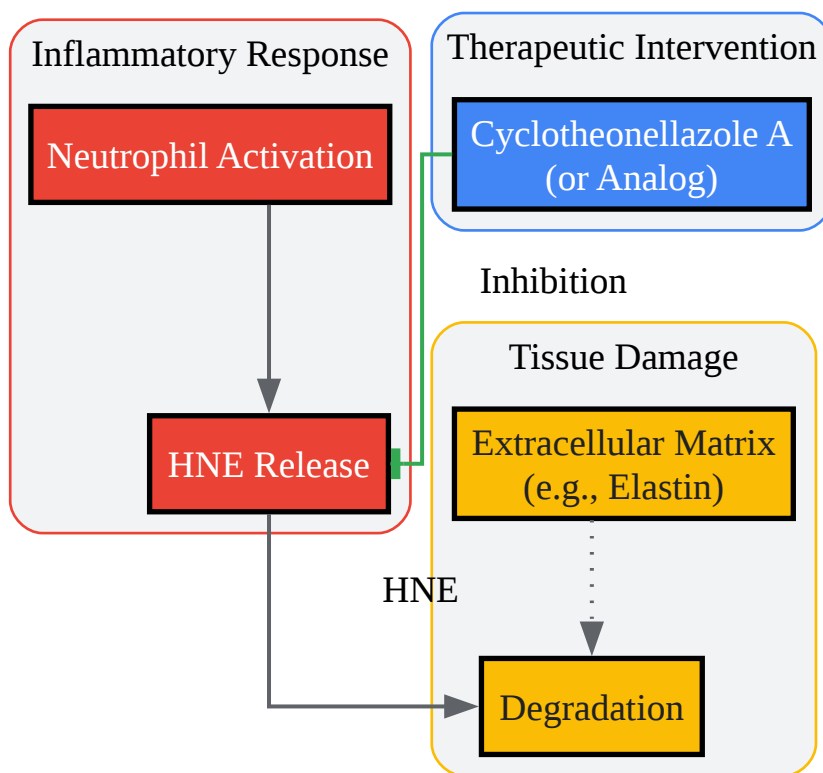 Inflammatory Response
Neutrophil Activation
HNE Release
Therapeutic Intervention
Cyclotheonellazole A
(or Analog)
Inhibition
Tissue Damage
Extracellular Matrix
(e.g., Elastin)
HNE
Degradation